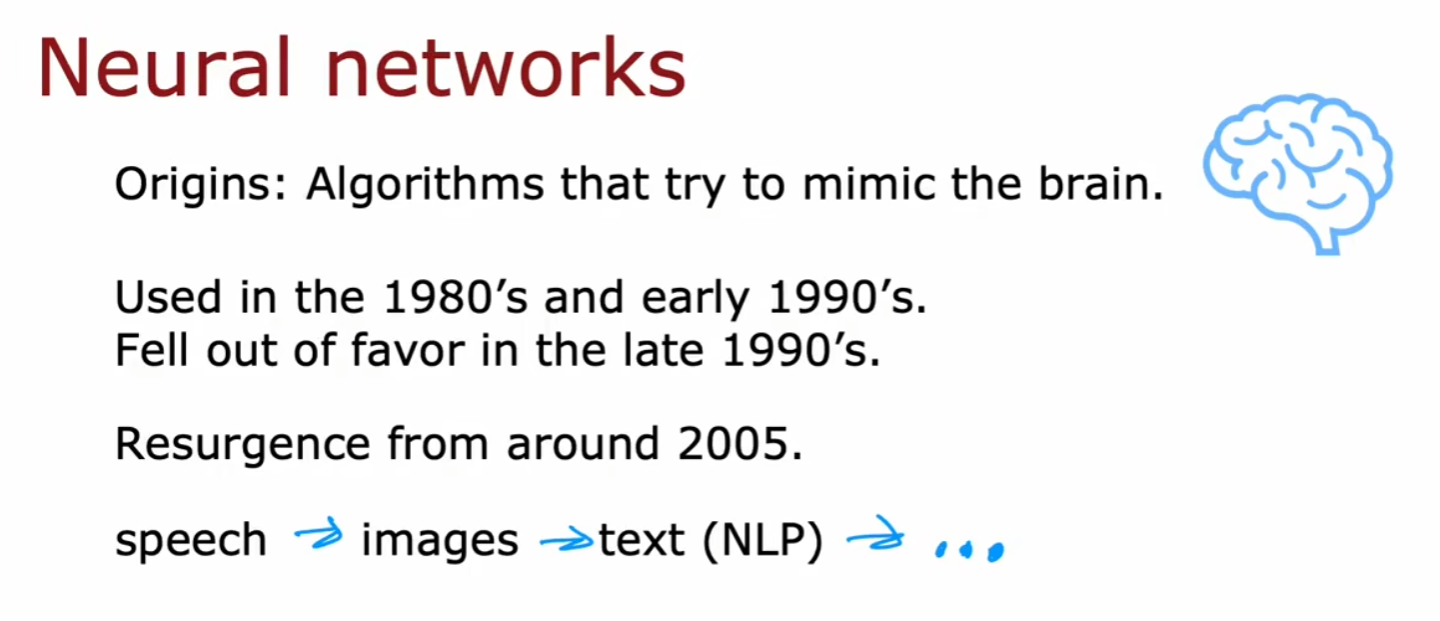 Neural networks
Origins: Algorithms that try to mimic the brain.
Used in the 1980’s and early 1990’s.
Fell out of favor in the late 1990’s.
Resurgence from around 2005.
speech → images → text (NLP) → ...